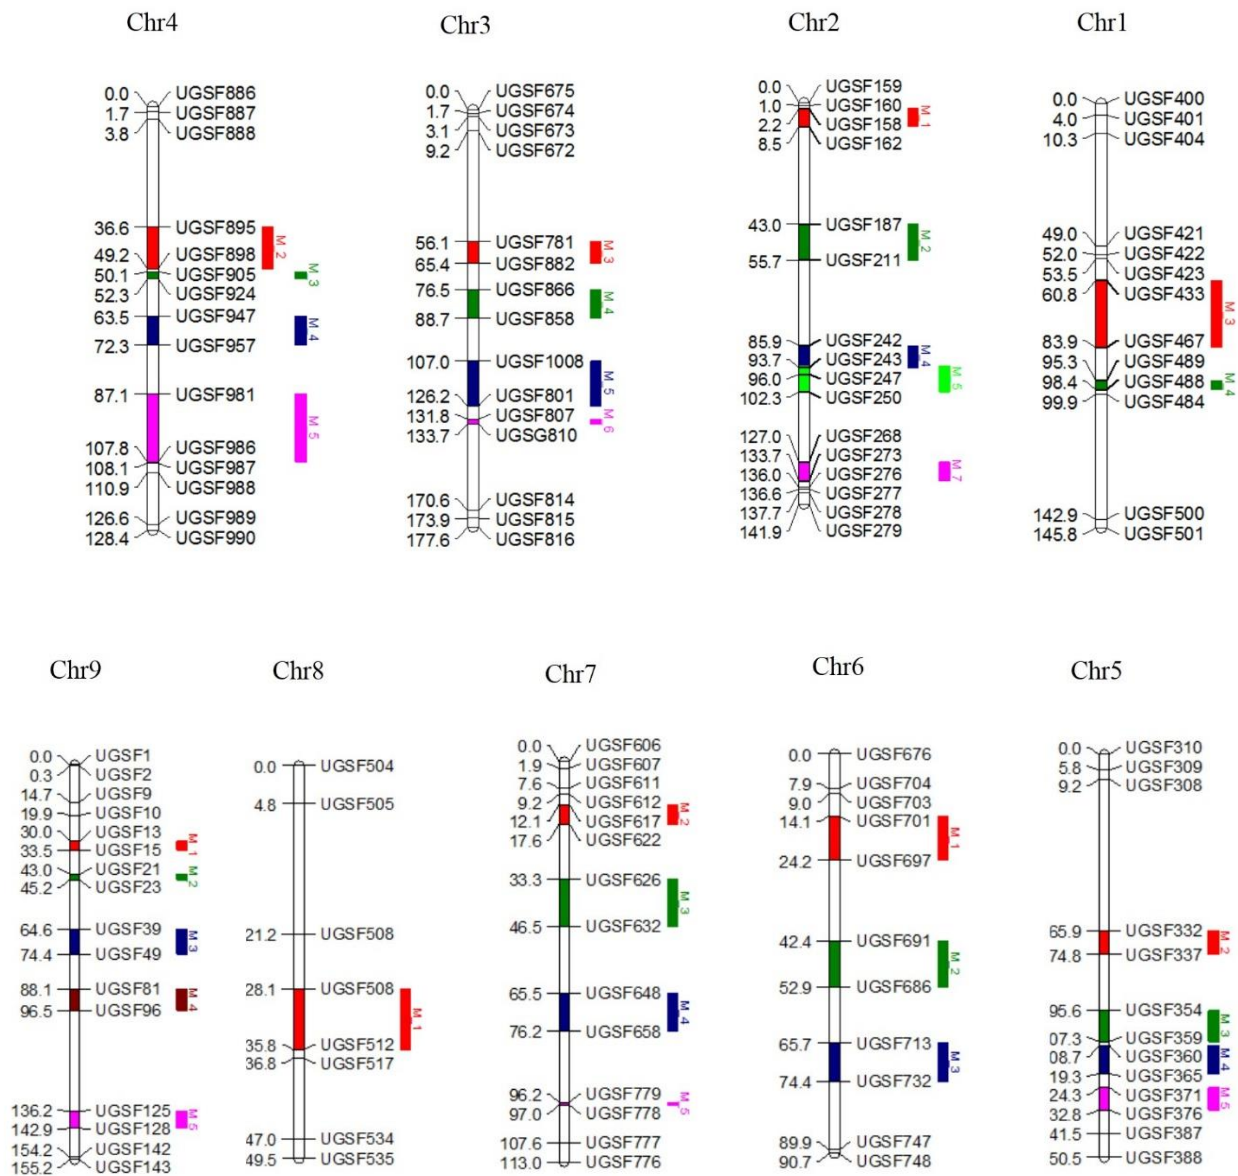 Chr4
0.0 UGSF886
1.7 UGSF887
3.8 UGSF888
36.6 UGSF895
49.2 UGSF898
50.1 UGSF905
52.3 UGSF924
63.5 UGSF947
72.3 UGSF957
87.1 UGSF981
107.8 UGSF986
108.1 UGSF987
110.9 UGSF988
126.6 UGSF989
128.4 UGSF990
M 2
M 3
M 4
M 5
Chr3
0.0 UGSF675
1.7 UGSF674
3.1 UGSF673
9.2 UGSF672
56.1 UGSF781
65.4 UGSF882
76.5 UGSF866
88.7 UGSF858
107.0 UGSF1008
126.2 UGSF801
131.8 UGSF807
133.7 UGSG810
170.6 UGSF814
173.9 UGSF815
177.6 UGSF816
M 3
M 4
M 5
M 6
Chr2
0.0 UGSF159
1.0 UGSF160
2.2 UGSF158
8.5 UGSF162
43.0 UGSF187
55.7 UGSF211
85.9 UGSF242
93.7 UGSF243
96.0 UGSF247
102.3 UGSF250
127.0 UGSF268
133.7 UGSF273
136.0 UGSF276
136.6 UGSF277
137.7 UGSF278
141.9 UGSF279
M 1
M 2
M 4
M 5
M 7
Chr1
0.0 UGSF400
4.0 UGSF401
10.3 UGSF404
49.0 UGSF421
52.0 UGSF422
53.5 UGSF423
60.8 UGSF433
83.9 UGSF467
95.3 UGSF489
98.4 UGSF488
99.9 UGSF484
142.9 UGSF500
145.8 UGSF501
M 3
M 4
Chr9
0.0 UGSF1
0.3 UGSF2
14.7 UGSF9
19.9 UGSF10
30.0 UGSF13
33.5 UGSF15
43.0 UGSF21
45.2 UGSF23
64.6 UGSF39
74.4 UGSF49
88.1 UGSF81
96.5 UGSF96
136.2 UGSF125
142.9 UGSF128
154.2 UGSF142
155.2 UGSF143
M 1
M 2
M 3
M 4
M 5
Chr8
0.0 UGSF504
4.8 UGSF505
21.2 UGSF508
28.1 UGSF508
35.8 UGSF512
36.8 UGSF517
47.0 UGSF534
49.5 UGSF535
M 1
Chr7
0.0 UGSF606
1.9 UGSF607
7.6 UGSF611
9.2 UGSF612
12.1 UGSF617
17.6 UGSF622
33.3 UGSF626
46.5 UGSF632
65.5 UGSF648
76.2 UGSF658
96.2 UGSF779
97.0 UGSF778
107.6 UGSF777
113.0 UGSF776
M 2
M 3
M 4
M 5
Chr6
0.0 UGSF676
7.9 UGSF704
9.0 UGSF703
14.1 UGSF701
24.2 UGSF697
42.4 UGSF691
52.9 UGSF686
65.7 UGSF713
74.4 UGSF732
89.9 UGSF747
90.7 UGSF748
M 1
M 2
M 3
Chr5
0.0 UGSF310
5.8 UGSF309
9.2 UGSF308
65.9 UGSF332
74.8 UGSF337
95.6 UGSF354
07.3 UGSF359
08.7 UGSF360
19.3 UGSF365
24.3 UGSF371
32.8 UGSF376
41.5 UGSF387
50.5 UGSF388
M 2
M 3
M 4
M 5